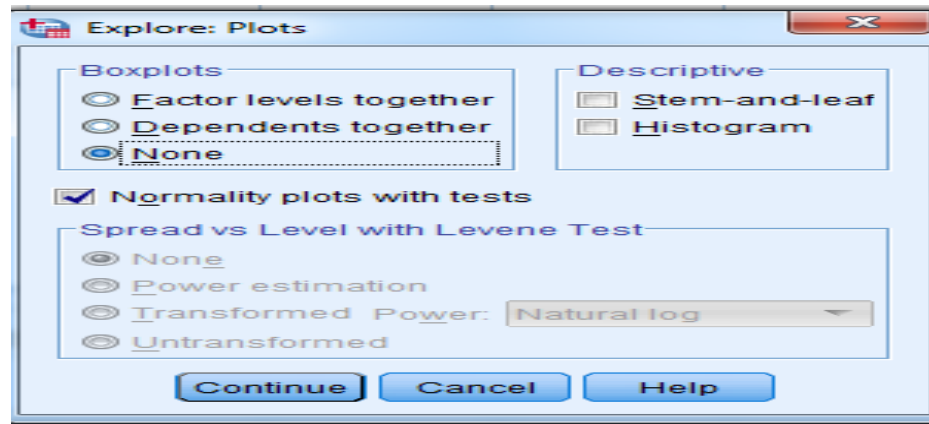 Explore: Plots
Boxplots
Factor levels together
Dependents together
None
Descriptive
Stem-and-leaf
Histogram
Normality plots with tests
Spread vs Level with Levene Test
None
Power estimation
Transformed Power: Natural log
Untransformed
Continue Cancel Help